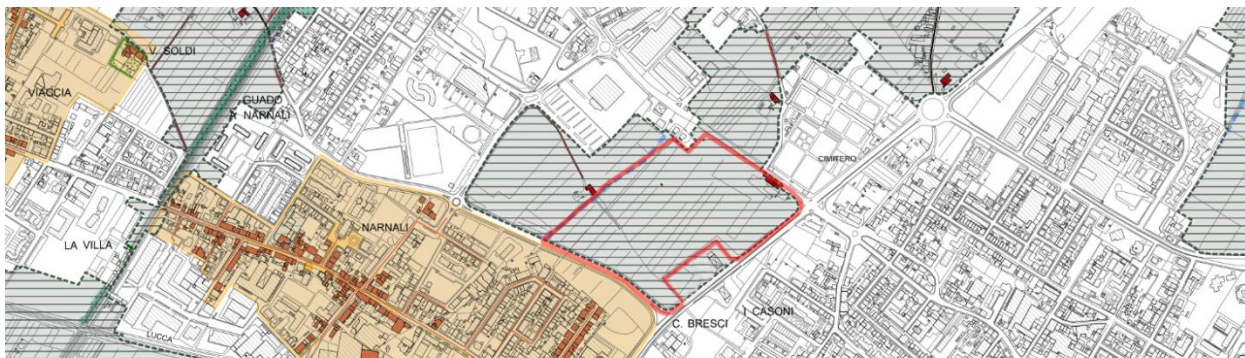 V. SOLDI
VIACCIA
GUADO
A NARNALI
CIMITERO
NARNALI
LA VILLA
LUCCA
C. BRESCI
I CASONI